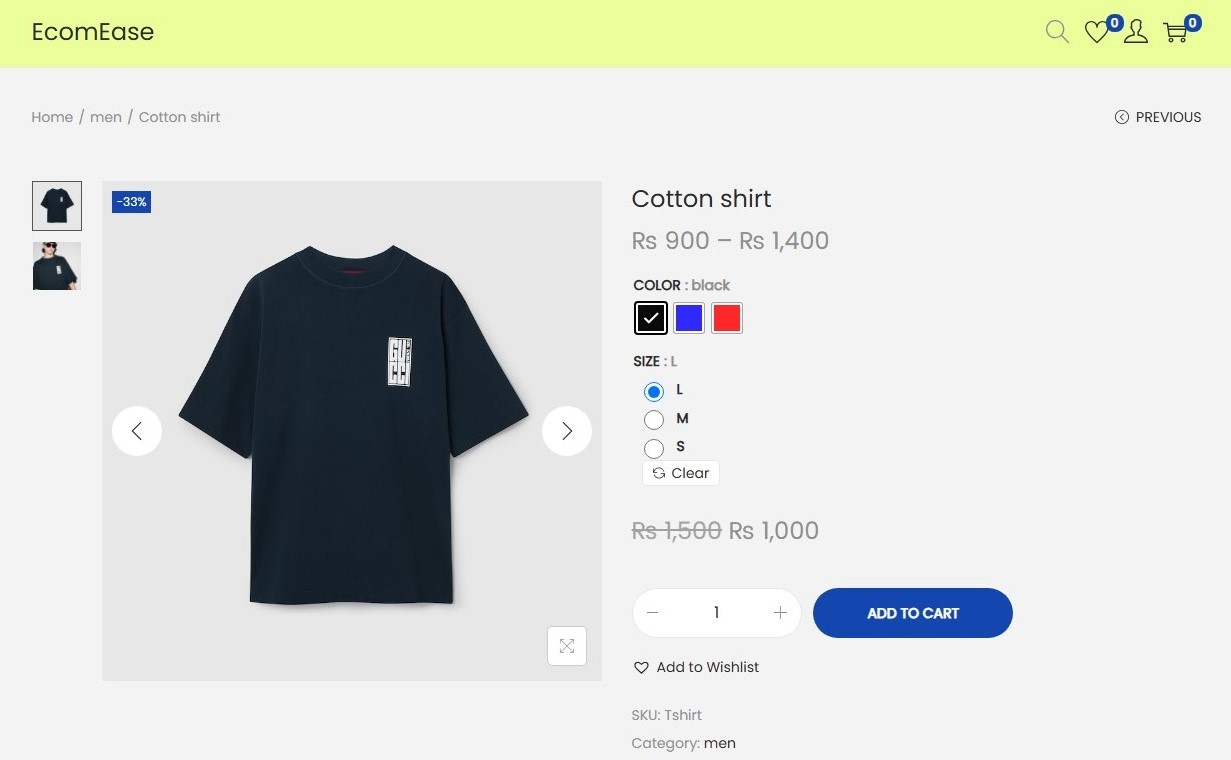 EcomEase
0
0
Home / men / Cotton shirt
PREVIOUS
-33%
Cotton shirt
₨ 900 – ₨ 1,400
COLOR : black
SIZE : L
L
M
S
Clear
₨ 1,500 ₨ 1,000
1
ADD TO CART
Add to Wishlist
SKU: Tshirt
Category: men